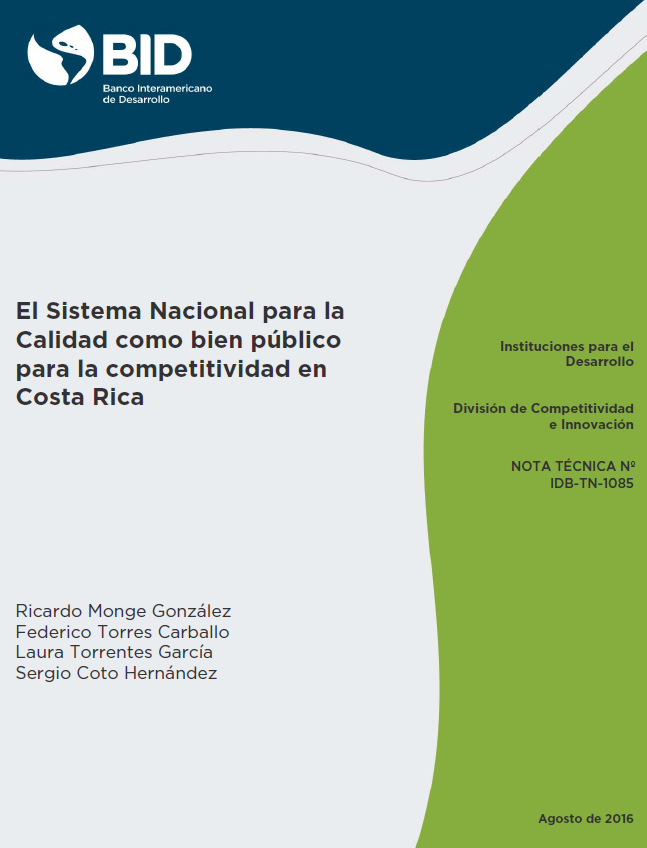 BID
Banco Interamericano
de Desarrollo
El Sistema Nacional para la
Calidad como bien público
para la competitividad en
Costa Rica
Instituciones para el
Desarrollo
División de Competitividad
e Innovación
NOTA TÉCNICA Nº
IDB-TN-1085
Ricardo Monge González
Federico Torres Carballo
Laura Torrentes García
Sergio Coto Hernández
Agosto de 2016